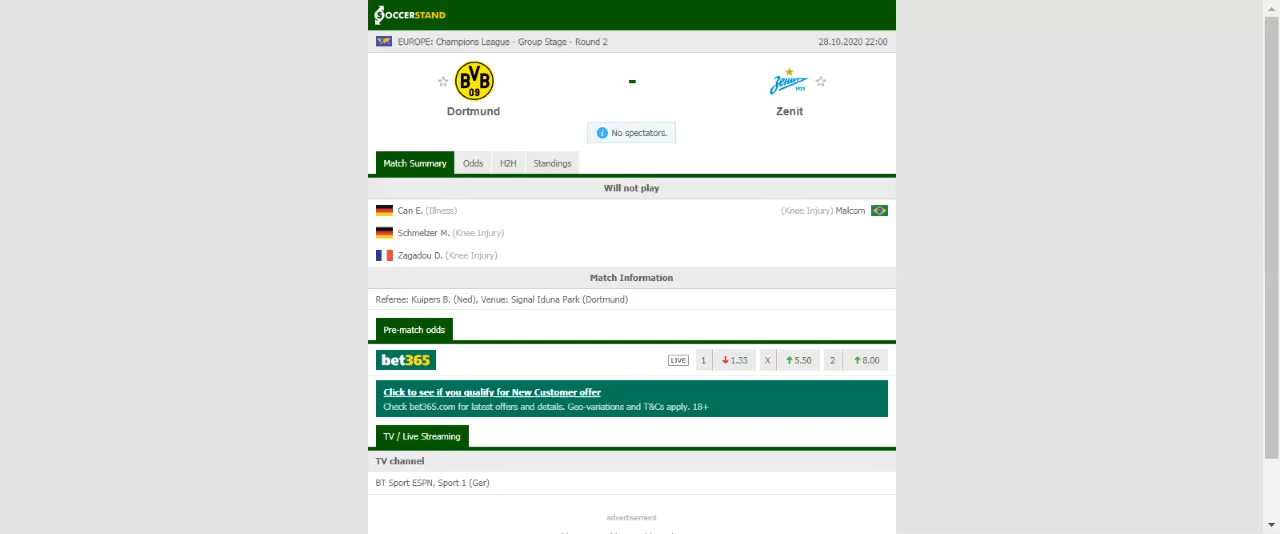 SOCCERSTAND
EUROPE: Champions League - Group Stage - Round 2 28.10.2020 22:00
BVB 09
Zenit
-
Dortmund Zenit
No spectators.
Match Summary Odds H2H Standings
Will not play
Can E. (Illness) (Knee Injury) Malcom
Schmelzer M. (Knee Injury)
Zagadou D. (Knee Injury)
Match Information
Referee: Kuipers B. (Ned), Venue: Signal Iduna Park (Dortmund)
Pre-match odds
bet365 LIVE 1 1.33 X 5.50 2 8.00
Click to see if you qualify for New Customer offer
Check bet365.com for latest offers and details. Geo-variations and T&Cs apply. 18+
TV / Live Streaming
TV channel
BT Sport ESPN, Sport 1 (Ger)
advertisement